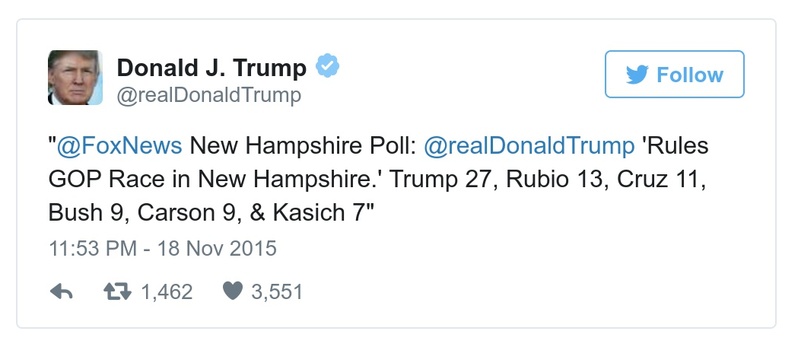 Donald J. Trump
@realDonaldTrump
Follow
"@FoxNews New Hampshire Poll: @realDonaldTrump 'Rules
GOP Race in New Hampshire.' Trump 27, Rubio 13, Cruz 11,
Bush 9, Carson 9, & Kasich 7"
11:53 PM - 18 Nov 2015
1,462 3,551